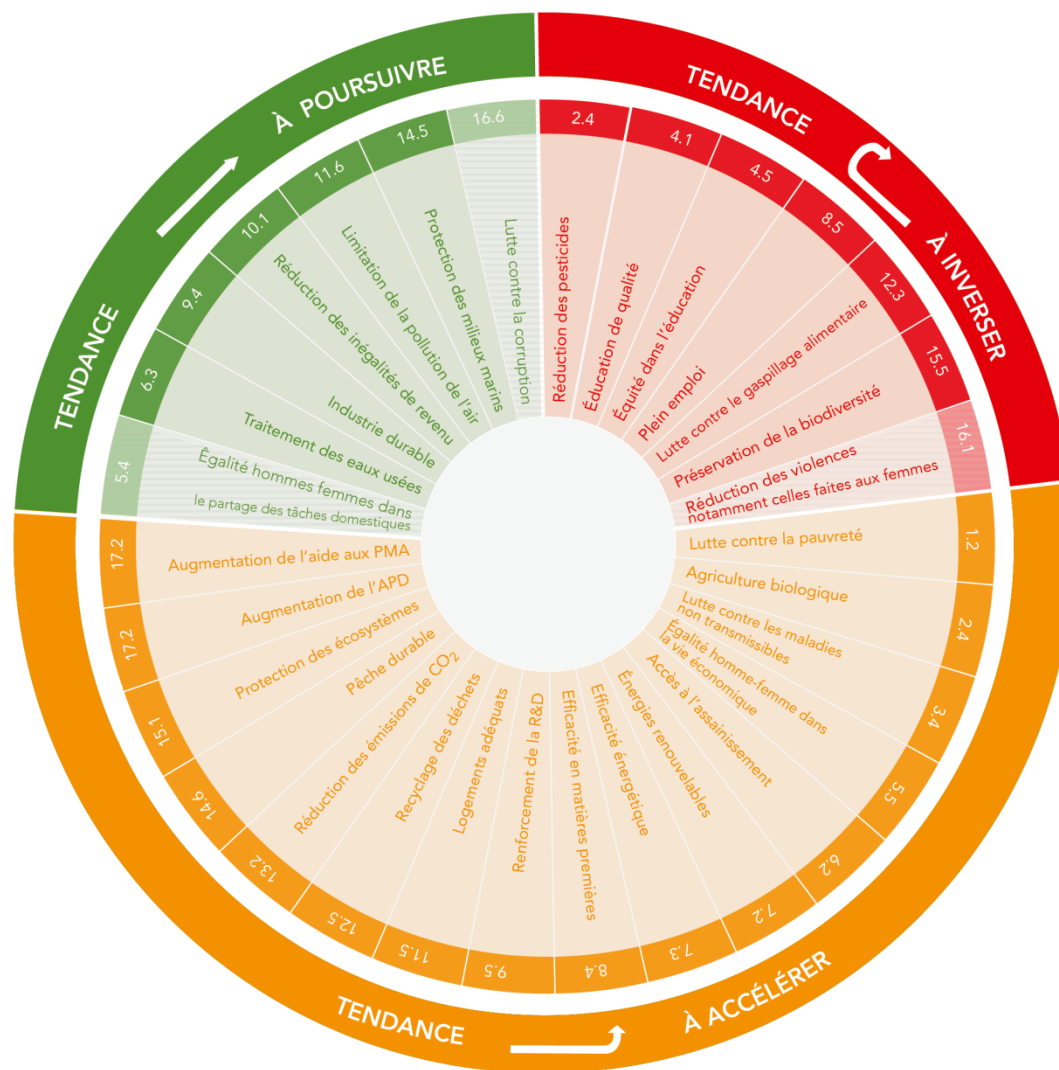 TENDANCE
À INVERSER
2.4
Réduction des pesticides
4.1
Éducation de qualité
4.5
Équité dans l'éducation
8.5
Plein emploi
12.3
Lutte contre le gaspillage alimentaire
15.5
Préservation de la biodiversité
16.1
Réduction des violences
notamment celles faites aux femmes
1.2
Lutte contre la pauvreté
2.4
Agriculture biologique
3.4
Lutte contre les maladies
non transmissibles
5.5
Égalité homme-femme dans
la vie économique
6.2
Accès à l'assainissement
7.2
Énergies renouvelables
7.3
Efficacité énergétique
8.4
Efficacité en matières premières
9.5
Renforcement de la R&D
11.5
Logements adéquats
12.5
Recyclage des déchets
13.2
Réduction des émissions de CO₂
14.6
Pêche durable
15.1
Protection des écosystèmes
17.2
Augmentation de l'APD
17.2
Augmentation de l'aide aux PMA
TENDANCE
À ACCÉLÉRER
5.4
Êgalité hommes femmes dans
le partage des tâches domestiques
6.3
Traitement des eaux usées
9.4
Industrie durable
10.1
Réduction des inégalités de revenu
11.6
Limitation de la pollution de l'air
14.5
Protection des milieux marins
16.6
Lutte contre la corruption
TENDANCE
À POURSUIVRE